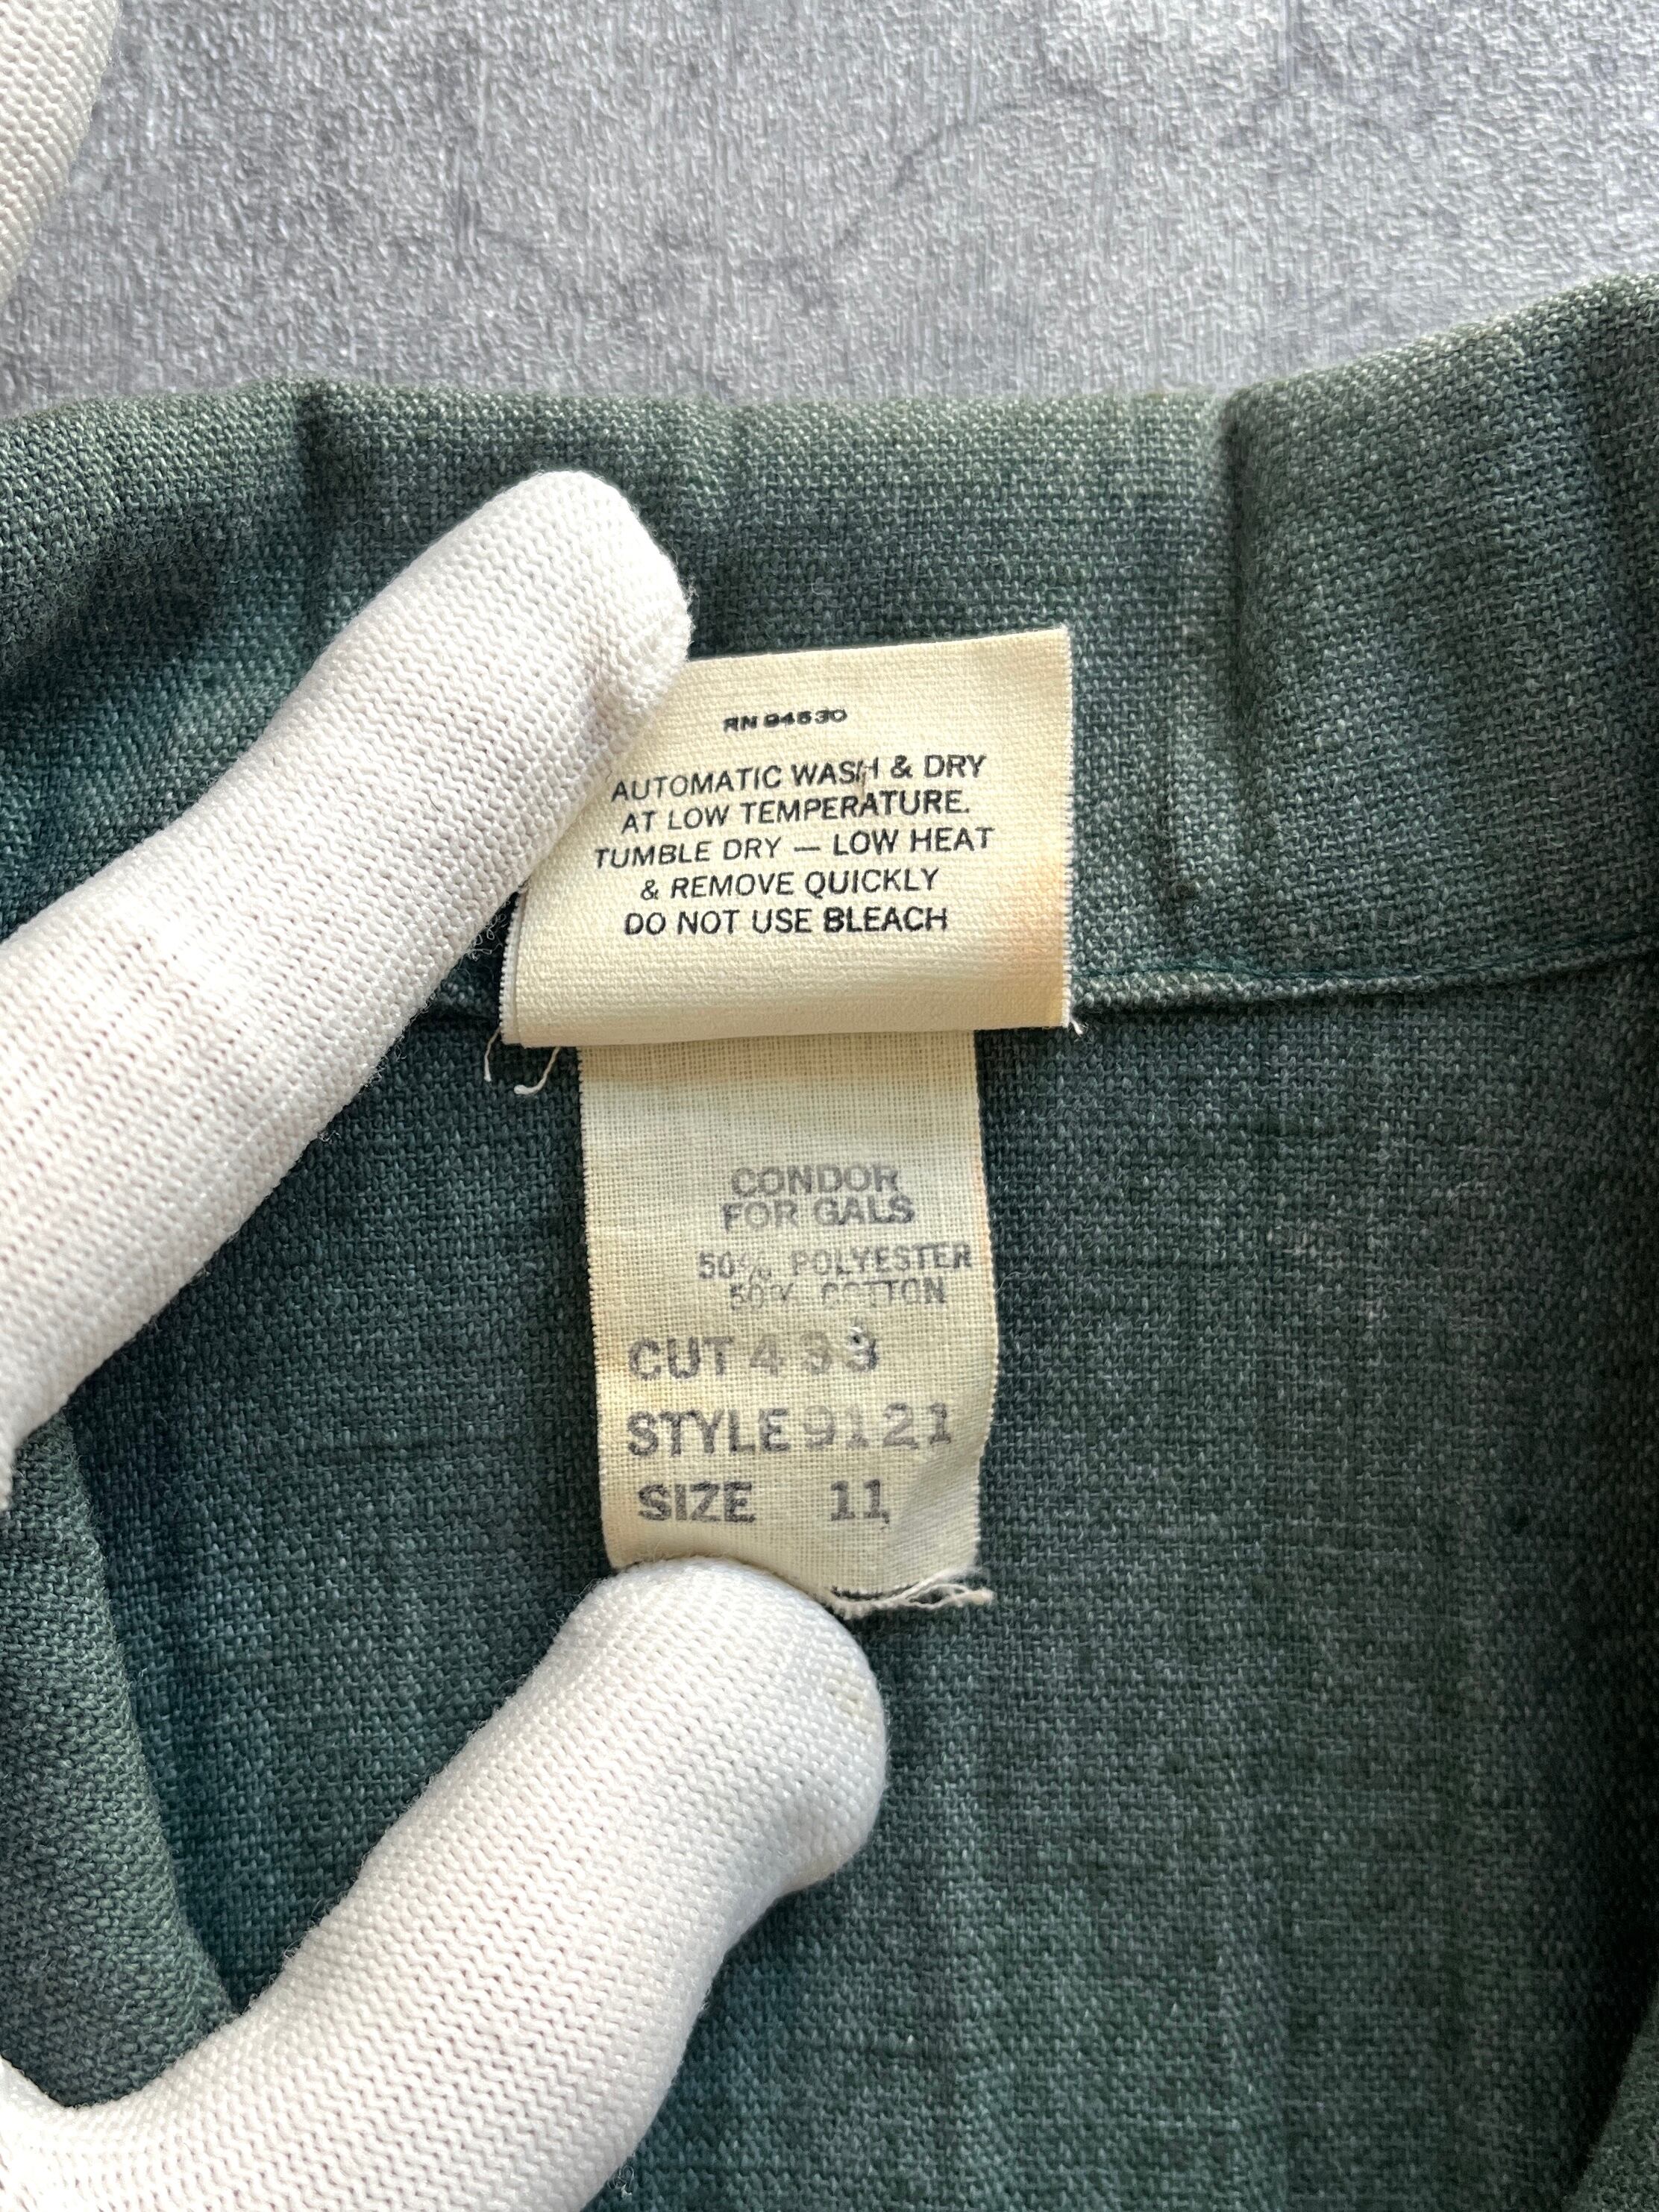 RN 94530
AUTOMATIC WASH & DRY
AT LOW TEMPERATURE.
TUMBLE DRY — LOW HEAT
& REMOVE QUICKLY
DO NOT USE BLEACH
CONDOR
FOR GALS
50% POLYESTER
50% COTTON
CUT 433
STYLE 9121
SIZE 11